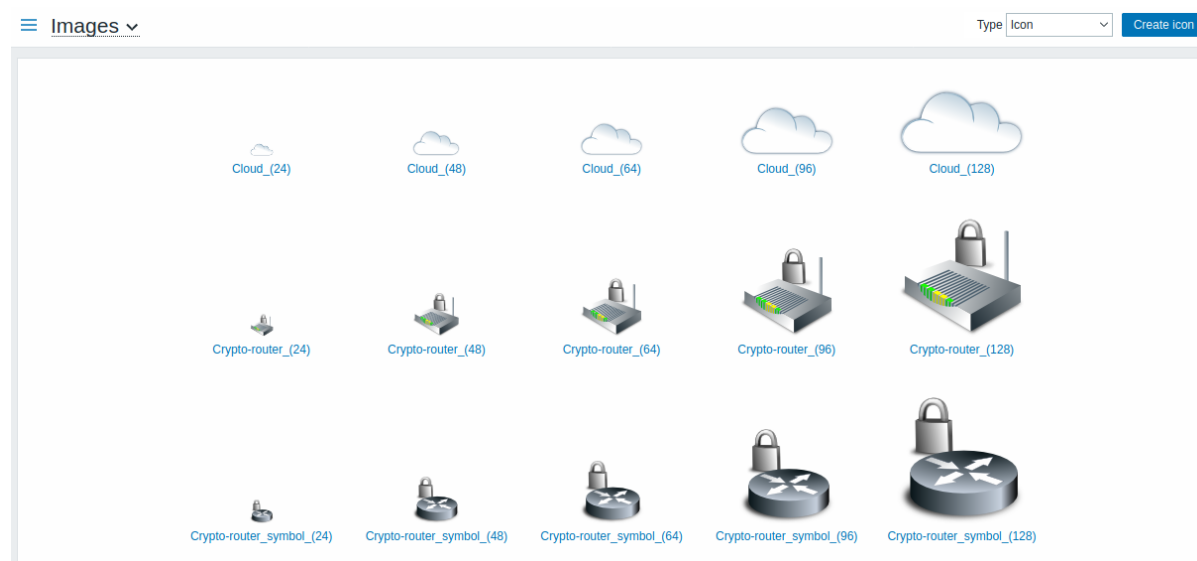 Images
Type Icon Create icon
Cloud_(24) Cloud_(48) Cloud_(64) Cloud_(96) Cloud_(128)
Crypto-router_(24) Crypto-router_(48) Crypto-router_(64) Crypto-router_(96) Crypto-router_(128)
Crypto-router_symbol_(24) Crypto-router_symbol_(48) Crypto-router_symbol_(64) Crypto-router_symbol_(96) Crypto-router_symbol_(128)